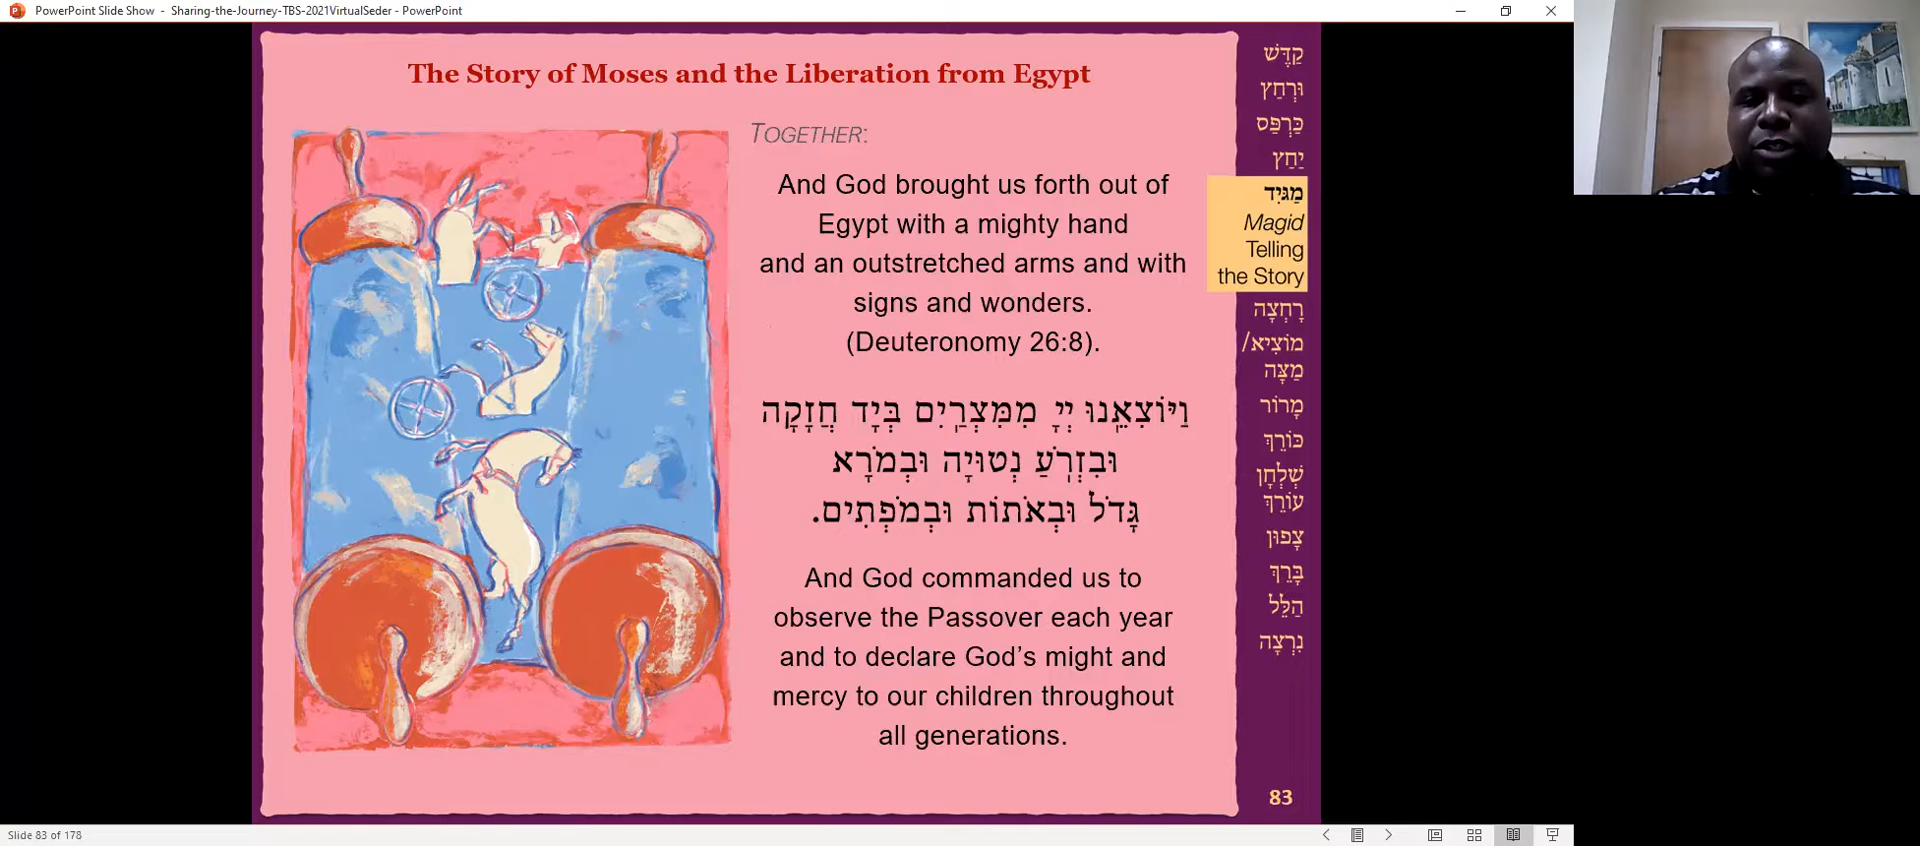 PowerPoint Slide Show - Sharing-the-Journey-TBS-2021VirtualSeder - PowerPoint
The Story of Moses and the Liberation from Egypt
TOGETHER:
And God brought us forth out of
Egypt with a mighty hand
and an outstretched arms and with
signs and wonders.
(Deuteronomy 26:8).
וַיּוֹצִאֵֽנוּ יְיָ מִמִּצְרַֽיִם בְּיָד חֲזָקָה
וּבִזְרֹֽעַ נְטוּיָה וּבְמֹרָא
גָּדֹל וּבְאֹתוֹת וּבְמֹפְתִים.
And God commanded us to
observe the Passover each year
and to declare God’s might and
mercy to our children throughout
all generations.
קַדֵּשׁ
וּרְחַץ
כַּרְפַּס
יַחַץ
מַגִּיד
Magid
Telling
the Story
רָחְצָה
מוֹצִיא/
מַצָּה
מָרוֹר
כּוֹרֵךְ
שֻׁלְחָן
עוֹרֵךְ
צָפוּן
בָּרֵךְ
הַלֵּל
נִרְצָה
83
Slide 83 of 178